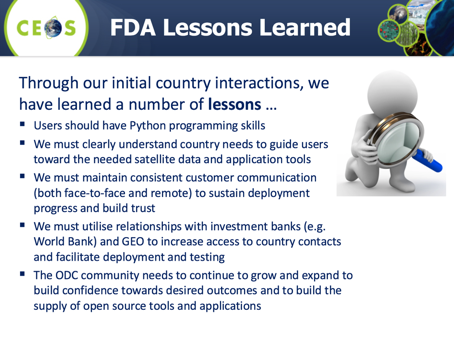 CEOS
FDA Lessons Learned
Through our initial country interactions, we
have learned a number of lessons …
▪ Users should have Python programming skills
▪ We must clearly understand country needs to guide users
toward the needed satellite data and application tools
▪ We must maintain consistent customer communication
(both face-to-face and remote) to sustain deployment
progress and build trust
▪ We must utilise relationships with investment banks (e.g.
World Bank) and GEO to increase access to country contacts
and facilitate deployment and testing
▪ The ODC community needs to continue to grow and expand to
build confidence towards desired outcomes and to build the
supply of open source tools and applications